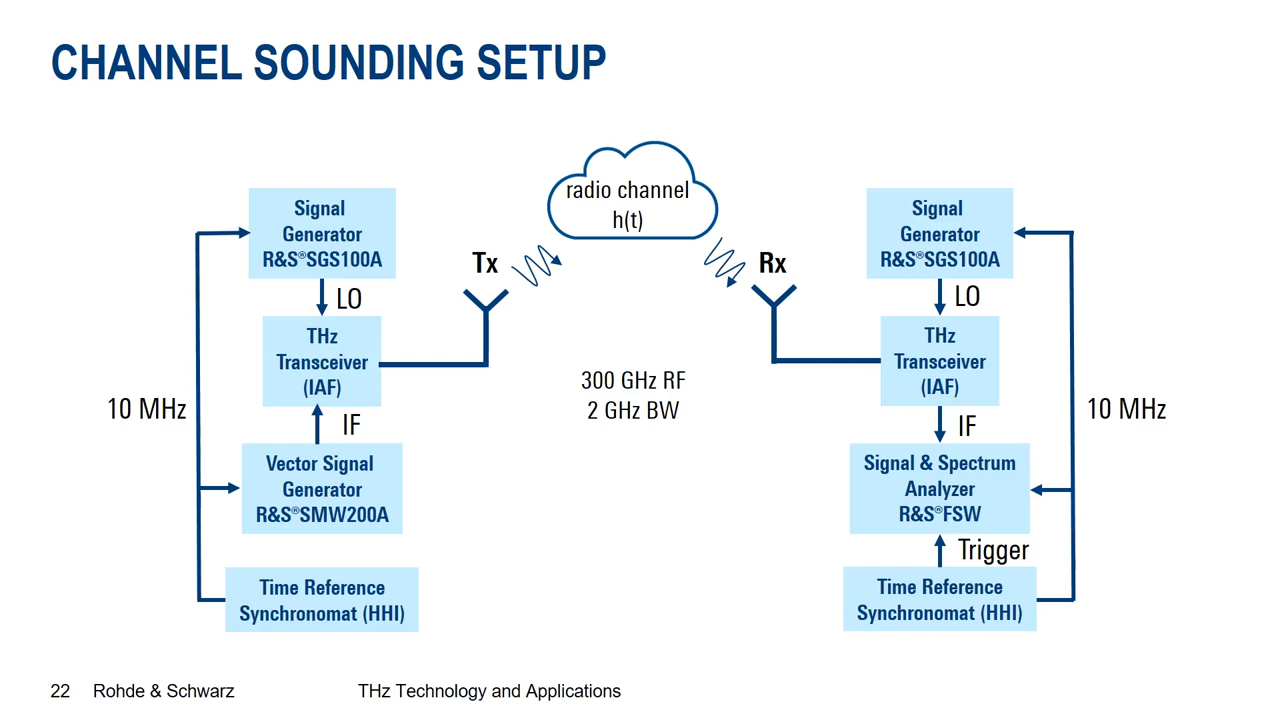 CHANNEL SOUNDING SETUP
radio channel
h(t)
Signal
Generator
R&S®SGS100A
LO
THz
Transceiver
(IAF)
IF
Vector Signal
Generator
R&S®SMW200A
Time Reference
Synchronomat (HHI)
10 MHz
Tx
300 GHz RF
2 GHz BW
Rx
Signal
Generator
R&S®SGS100A
LO
THz
Transceiver
(IAF)
IF
Signal & Spectrum
Analyzer
R&S®FSW
Trigger
Time Reference
Synchronomat (HHI)
10 MHz
22 Rohde & Schwarz THz Technology and Applications